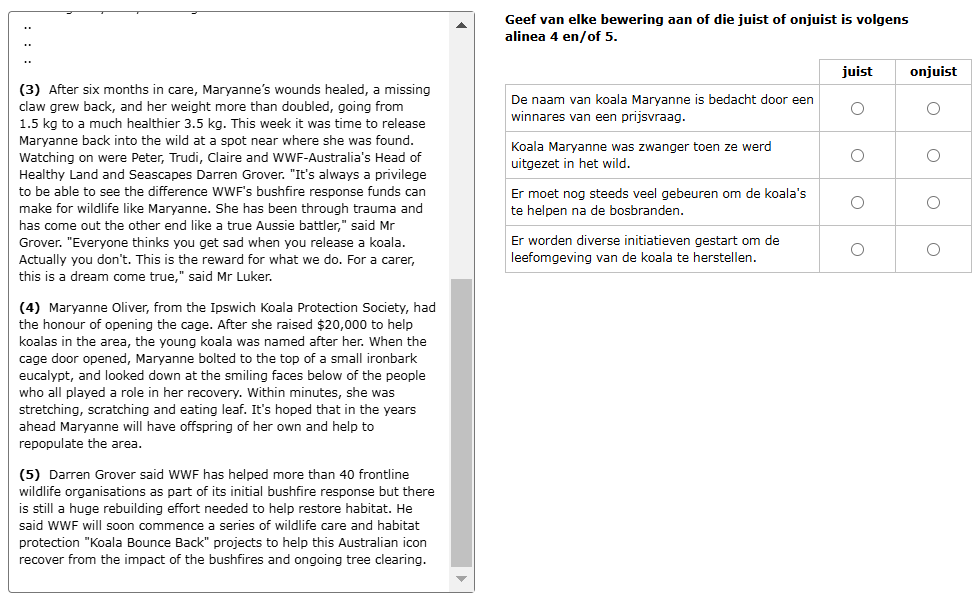 ..
..
..
(3) After six months in care, Maryanne's wounds healed, a missing
claw grew back, and her weight more than doubled, going from
1.5 kg to a much healthier 3.5 kg. This week it was time to release
Maryanne back into the wild at a spot near where she was found.
Watching on were Peter, Trudi, Claire and WWF-Australia's Head of
Healthy Land and Seascapes Darren Grover. "It's always a privilege
to be able to see the difference WWF's bushfire response funds can
make for wildlife like Maryanne. She has been through trauma and
has come out the other end like a true Aussie battler," said Mr
Grover. "Everyone thinks you get sad when you release a koala.
Actually you don't. This is the reward for what we do. For a carer,
this is a dream come true," said Mr Luker.
(4) Maryanne Oliver, from the Ipswich Koala Protection Society, had
the honour of opening the cage. After she raised $20,000 to help
koalas in the area, the young koala was named after her. When the
cage door opened, Maryanne bolted to the top of a small ironbark
eucalypt, and looked down at the smiling faces below of the people
who all played a role in her recovery. Within minutes, she was
stretching, scratching and eating leaf. It's hoped that in the years
ahead Maryanne will have offspring of her own and help to
repopulate the area.
(5) Darren Grover said WWF has helped more than 40 frontline
wildlife organisations as part of its initial bushfire response but there
is still a huge rebuilding effort needed to help restore habitat. He
said WWF will soon commence a series of wildlife care and habitat
protection "Koala Bounce Back" projects to help this Australian icon
recover from the impact of the bushfires and ongoing tree clearing.
Geef van elke bewering aan of die juist of onjuist is volgens
alinea 4 en/of 5.
juist onjuist
De naam van koala Maryanne is bedacht door een
winnares van een prijsvraag.
Koala Maryanne was zwanger toen ze werd
uitgezet in het wild.
Er moet nog steeds veel gebeuren om de koala's
te helpen na de bosbranden.
Er worden diverse initiatieven gestart om de
leefomgeving van de koala te herstellen.